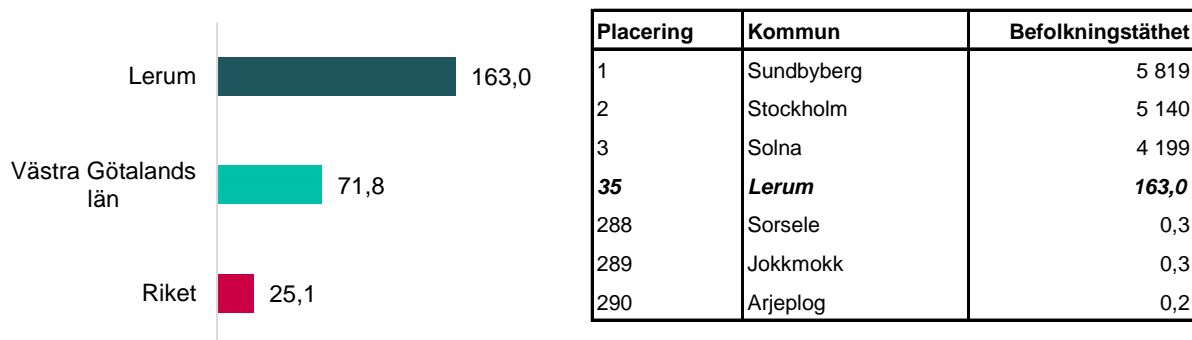 Lerum
163,0
Västra Götalands
län
71,8
Riket
25,1
Placering Kommun Befolkningstäthet
1 Sundbyberg 5 819
2 Stockholm 5 140
3 Solna 4 199
35 Lerum 163,0
288 Sorsele 0,3
289 Jokkmokk 0,3
290 Arjeplog 0,2